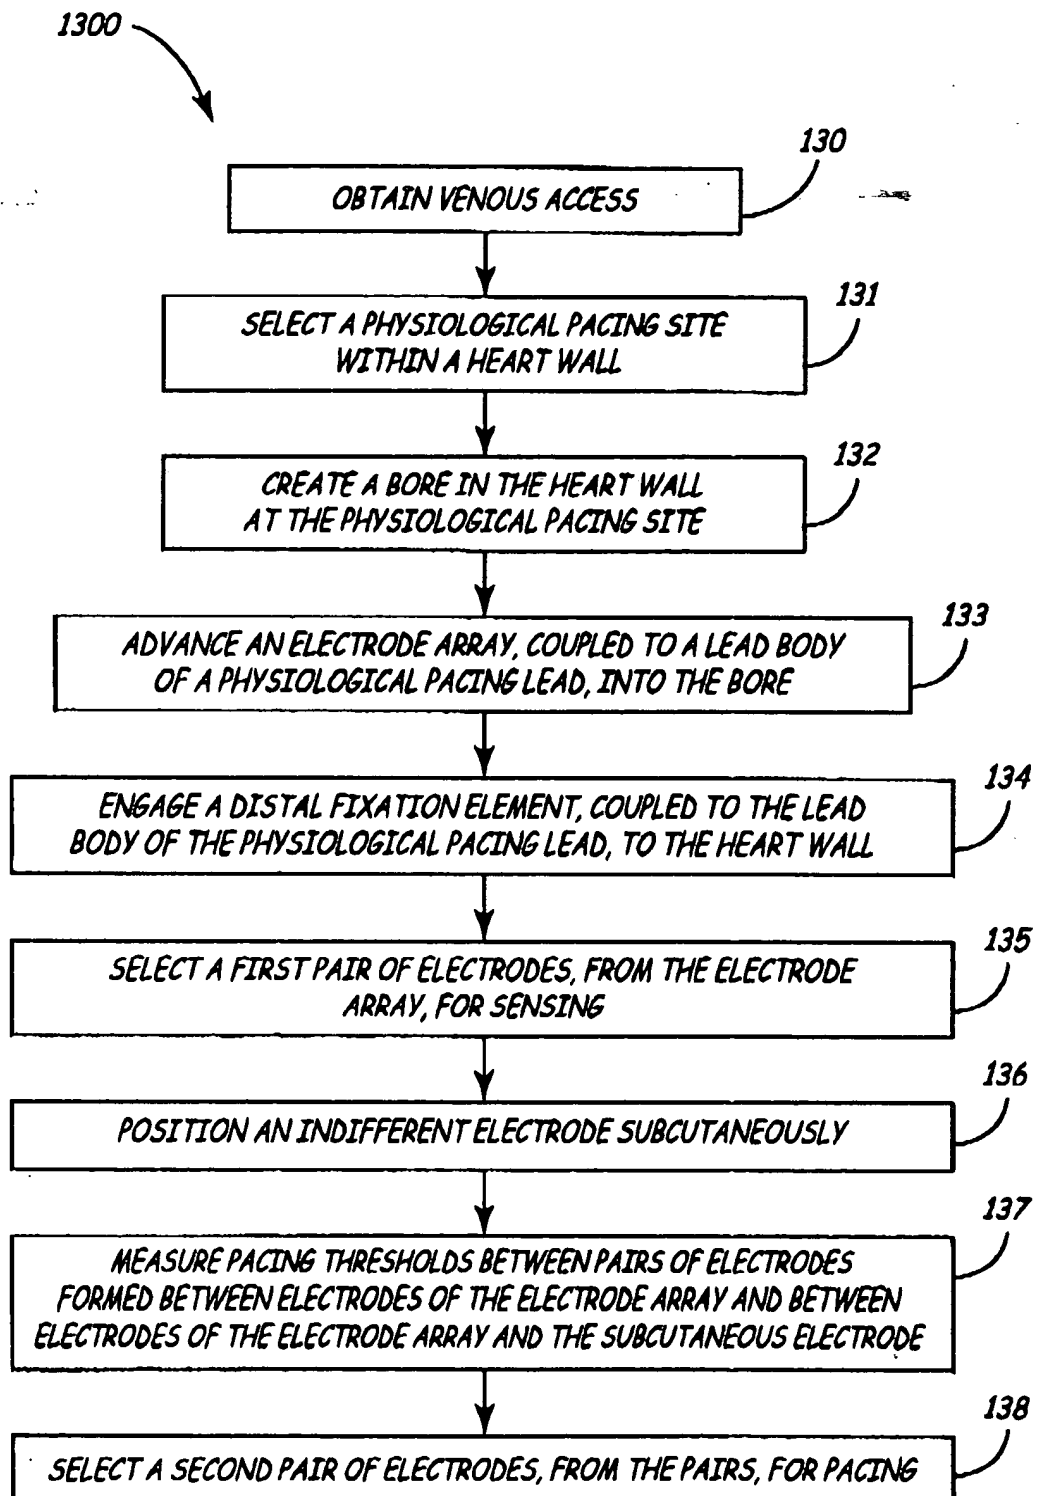 1300
130
OBTAIN VENOUS ACCESS
131
SELECT A PHYSIOLOGICAL PACING SITE
WITHIN A HEART WALL
132
CREATE A BORE IN THE HEART WALL
AT THE PHYSIOLOGICAL PACING SITE
133
ADVANCE AN ELECTRODE ARRAY, COUPLED TO A LEAD BODY
OF A PHYSIOLOGICAL PACING LEAD, INTO THE BORE
134
ENGAGE A DISTAL FIXATION ELEMENT, COUPLED TO THE LEAD
BODY OF THE PHYSIOLOGICAL PACING LEAD, TO THE HEART WALL
135
SELECT A FIRST PAIR OF ELECTRODES, FROM THE ELECTRODE
ARRAY, FOR SENSING
136
POSITION AN INDIFFERENT ELECTRODE SUBCUTANEOUSLY
137
MEASURE PACING THRESHOLDS BETWEEN PAIRS OF ELECTRODES
FORMED BETWEEN ELECTRODES OF THE ELECTRODE ARRAY AND BETWEEN
ELECTRODES OF THE ELECTRODE ARRAY AND THE SUBCUTANEOUS ELECTRODE
138
SELECT A SECOND PAIR OF ELECTRODES, FROM THE PAIRS, FOR PACING